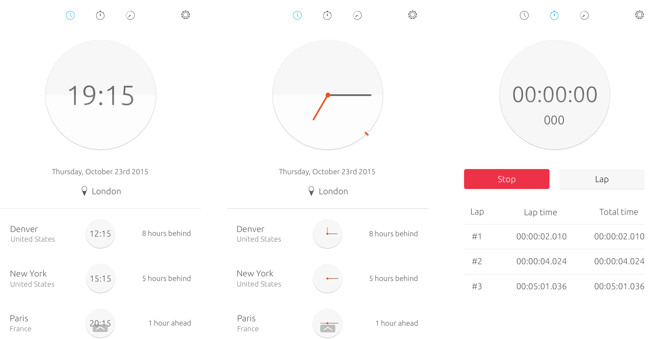 19:15
Thursday, October 23rd 2015
London
Denver
United States
12:15
8 hours behind
New York
United States
15:15
5 hours behind
Paris
France
20:15
1 hour ahead
Thursday, October 23rd 2015
London
Denver
United States
8 hours behind
New York
United States
5 hours behind
Paris
France
1 hour ahead
00:00:00
000
Stop
Lap
Lap Lap time Total time
#1 00:00:02.010 00:00:02.010
#2 00:00:04.024 00:00:04.024
#3 00:05:01.036 00:05:01.036